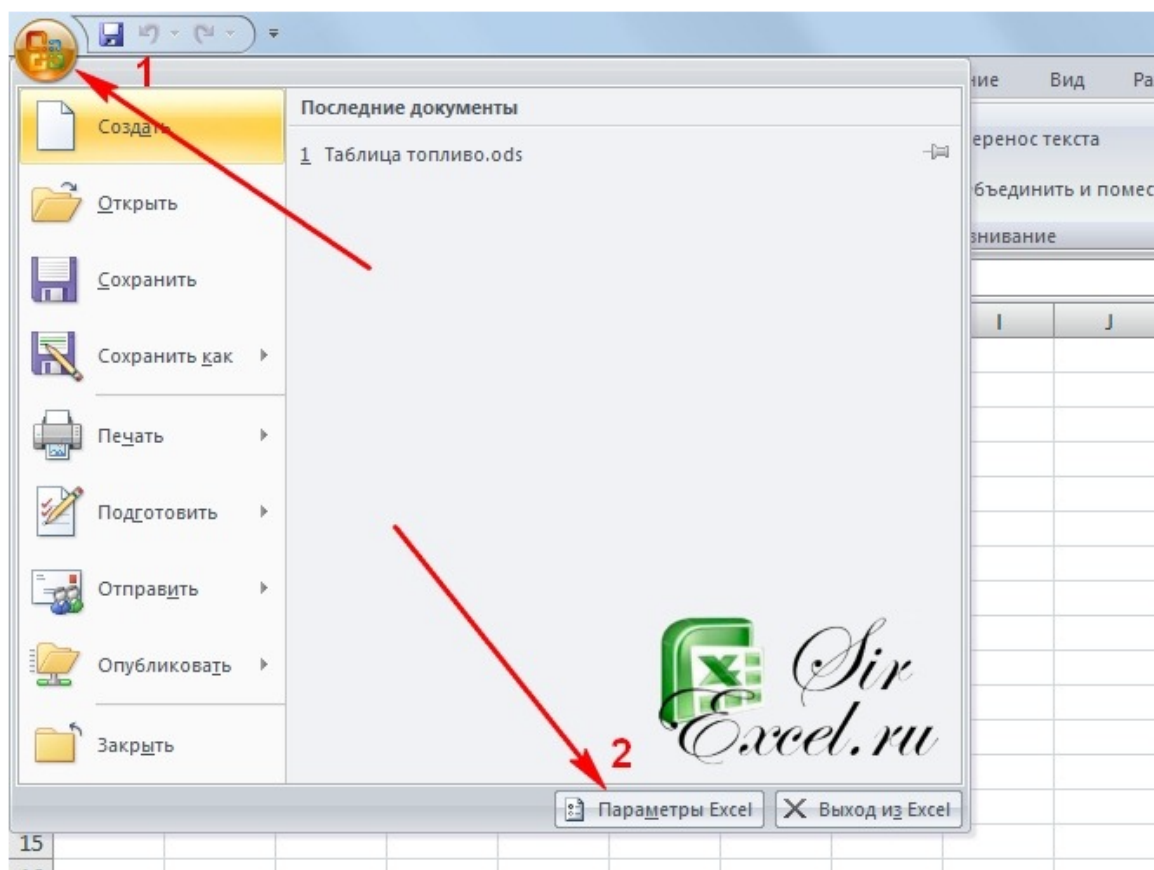 1
ние Вид Ра
Создать
Последние документы
1 Таблица топливо.ods
еренос текста
Открыть
бъединить и помес
внивание
Сохранить
I J
Сохранить как
Печать
Подготовить
Отправить
Опубликовать
Sir
Excel.ru
Закрыть
2
Параметры Excel
Выход из Excel
15